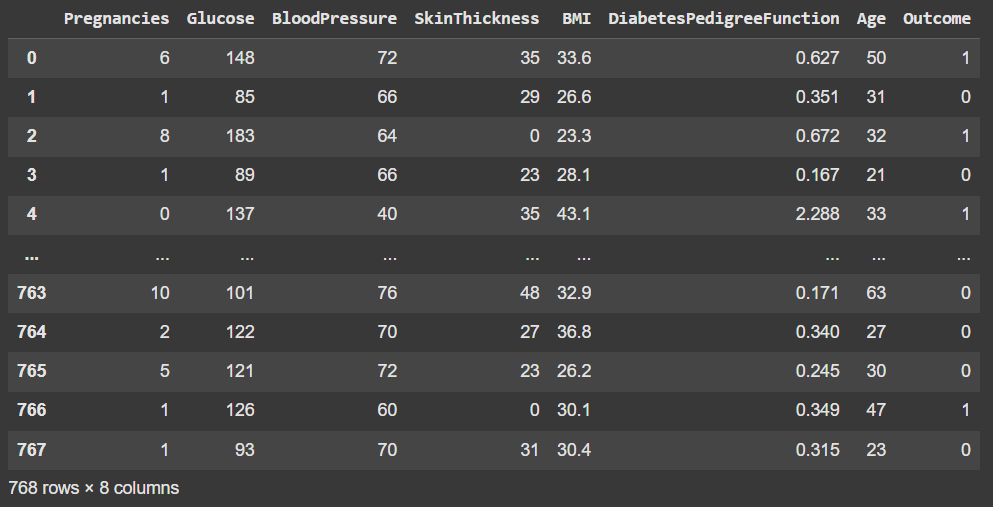 Pregnancies Glucose BloodPressure SkinThickness BMI DiabetesPedigreeFunction Age Outcome
0 6 148 72 35 33.6 0.627 50 1
1 1 85 66 29 26.6 0.351 31 0
2 8 183 64 0 23.3 0.672 32 1
3 1 89 66 23 28.1 0.167 21 0
4 0 137 40 35 43.1 2.288 33 1
... ... ... ... ... ... ... ... ...
763 10 101 76 48 32.9 0.171 63 0
764 2 122 70 27 36.8 0.340 27 0
765 5 121 72 23 26.2 0.245 30 0
766 1 126 60 0 30.1 0.349 47 1
767 1 93 70 31 30.4 0.315 23 0
768 rows × 8 columns